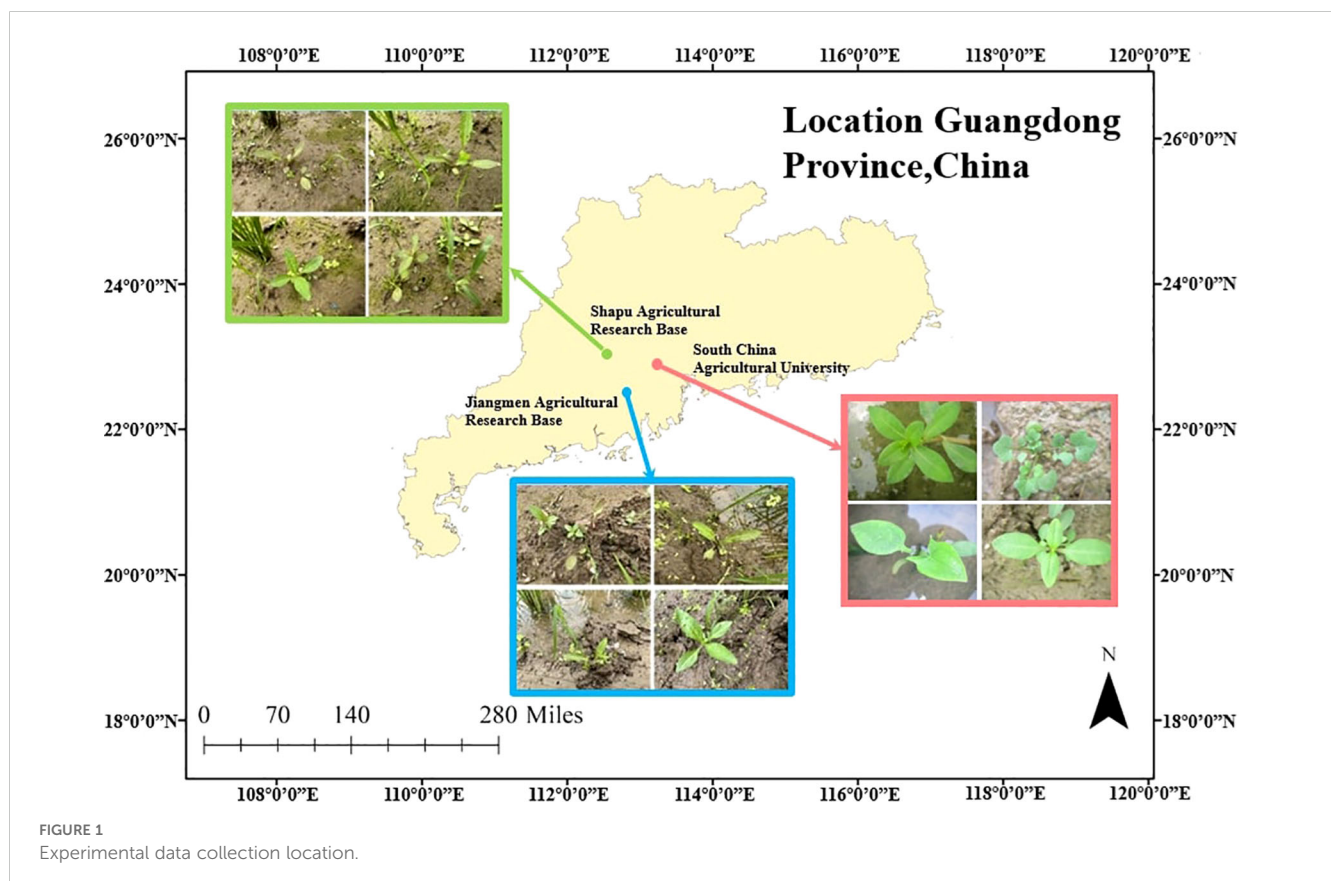 108°0'0"E 110°0'0"E 112°0'0"E 114°0'0"E 116°0'0"E 118°0'0"E 120°0'0"E
Location Guangdong
Province,China
26°0'0"N 26°0'0"N
24°0'0"N 24°0'0"N
Shapu Agricultural
Research Base
South China
Agricultural University
Jiangmen Agricultural
Research Base
22°0'0"N 22°0'0"N
20°0'0"N 20°0'0"N
N
18°0'0"N 18°0'0"N
0 70 140 280 Miles
108°0'0"E 110°0'0"E 112°0'0"E 114°0'0"E 116°0'0"E 118°0'0"E 120°0'0"E
FIGURE 1
Experimental data collection location.